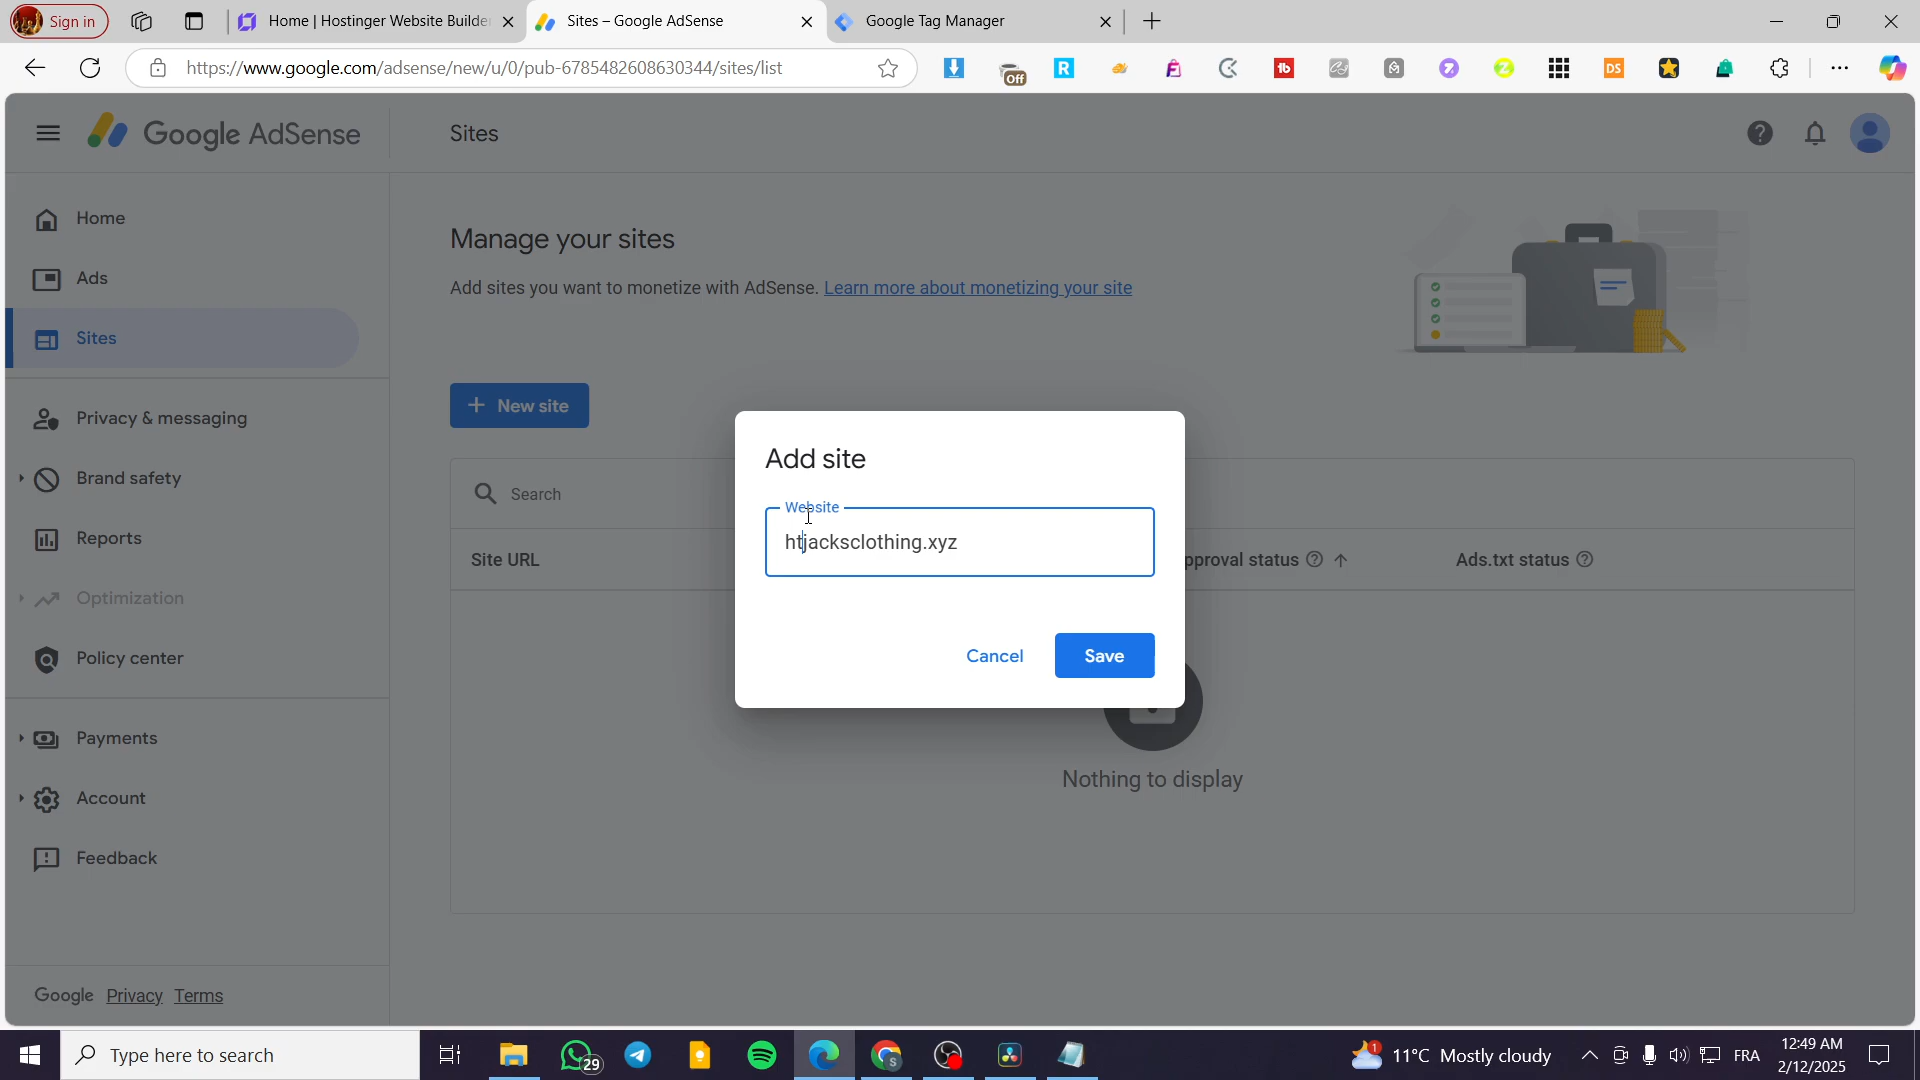 Sign in
Home | Hostinger Website Builde
Sites – Google AdSense
Google Tag Manager
https://www.google.com/adsense/new/u/0/pub-6785482608630344/sites/list
Off
R
DS
Google AdSense
Sites
Home
Ads
Sites
Privacy & messaging
Brand safety
Reports
Optimization
Policy center
Payments
Account
Feedback
Google Privacy Terms
Manage your sites
Add sites you want to monetize with AdSense. Learn more about monetizing your site
+ New site
Search
Site URL
pproval status
Ads.txt status
Nothing to display
Add site
Website
htjacksclothing.xyz
Cancel
Save
Type here to search
29
1
11°C Mostly cloudy
FRA
12:49 AM
2/12/2025